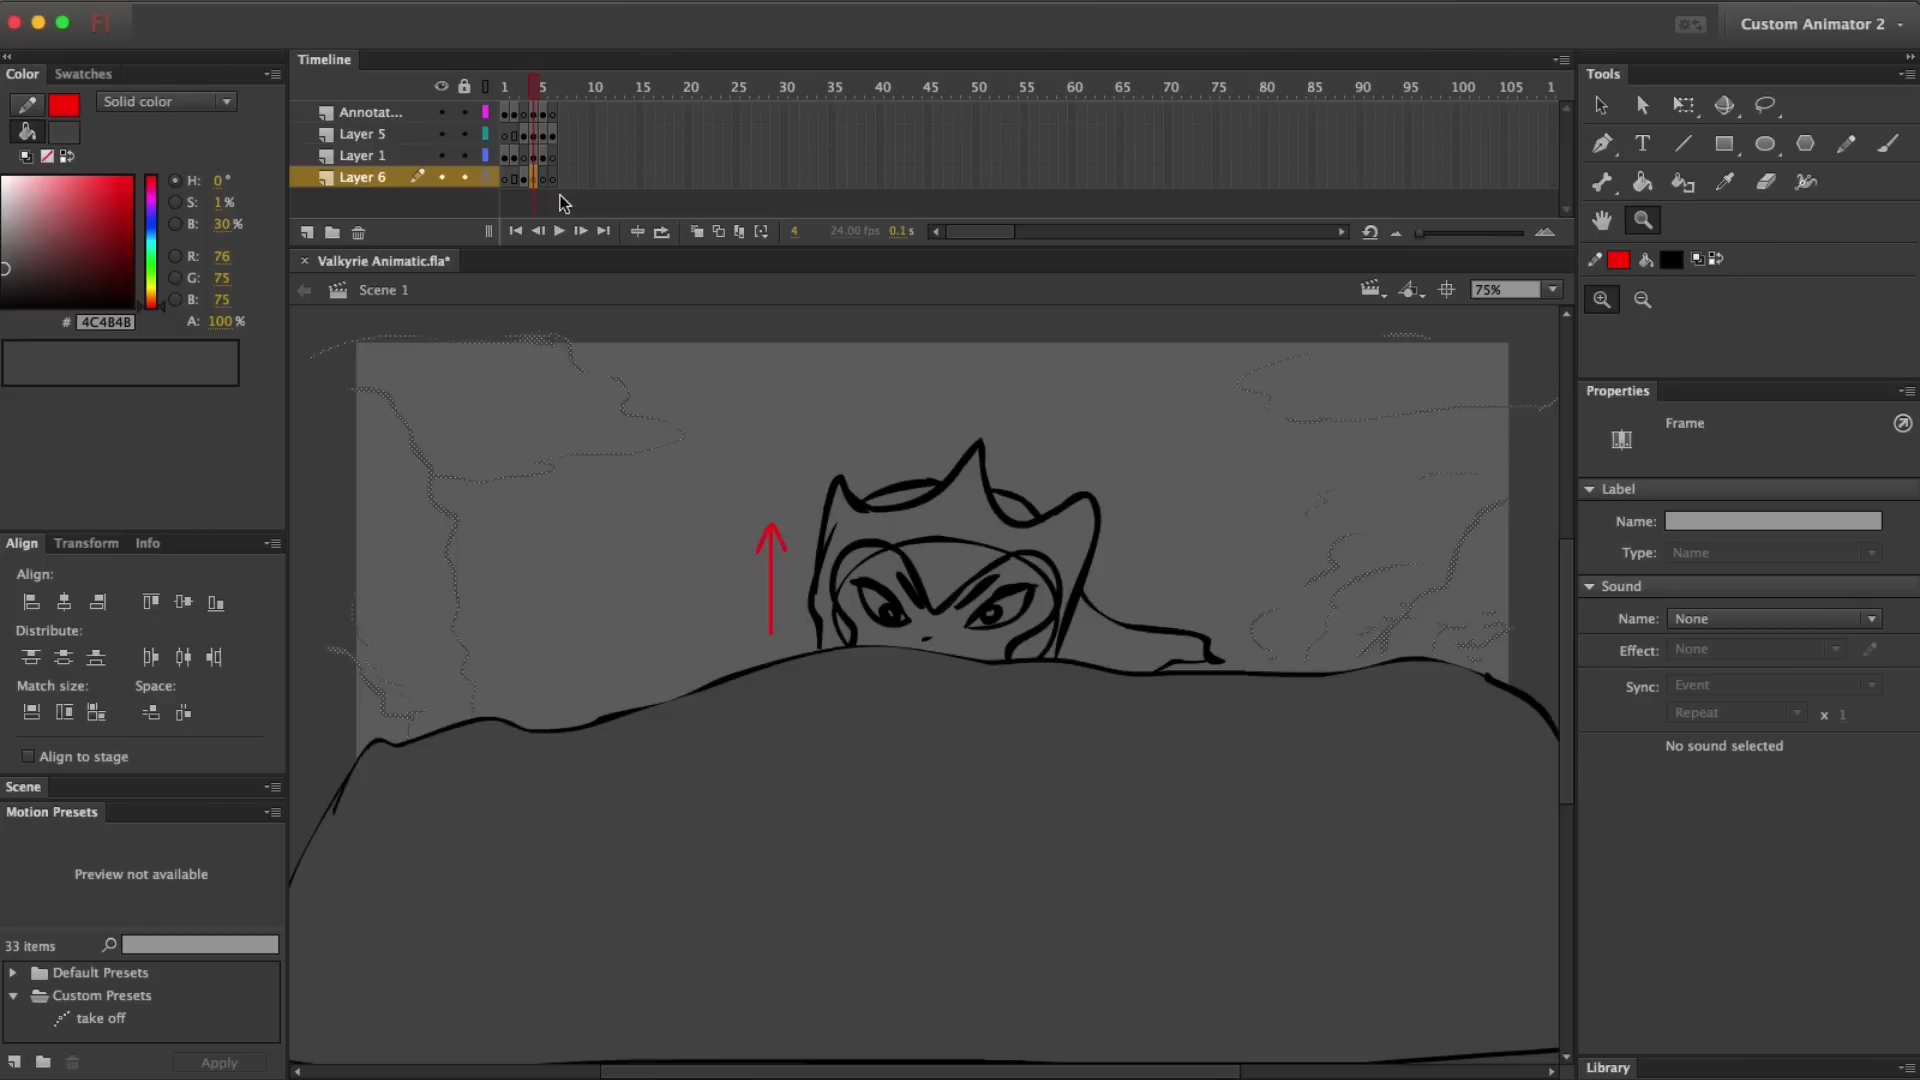 Fl
Custom Animator 2
Color
Swatches
Solid color
H: 0 °
S: 1 %
B: 30 %
R: 76
G: 75
B: 75
# 4C4B4B
A: 100 %
Timeline
1 5 10 15 20 25 30 35 40 45 50 55 60 65 70 75 80 85 90 95 100 105 1
Annotat...
Layer 5
Layer 1
Layer 6
4 24.00 fps 0.1 s
Valkyrie Animatic.fla*
Scene 1
75%
Tools
T
Properties
Frame
Label
Name:
Type: Name
Sound
Name: None
Effect: None
Sync: Event
Repeat x 1
No sound selected
Library
Align
Transform
Info
Align:
Distribute:
Match size:
Space:
Align to stage
Scene
Motion Presets
Preview not available
33 items
Default Presets
Custom Presets
take off
Apply